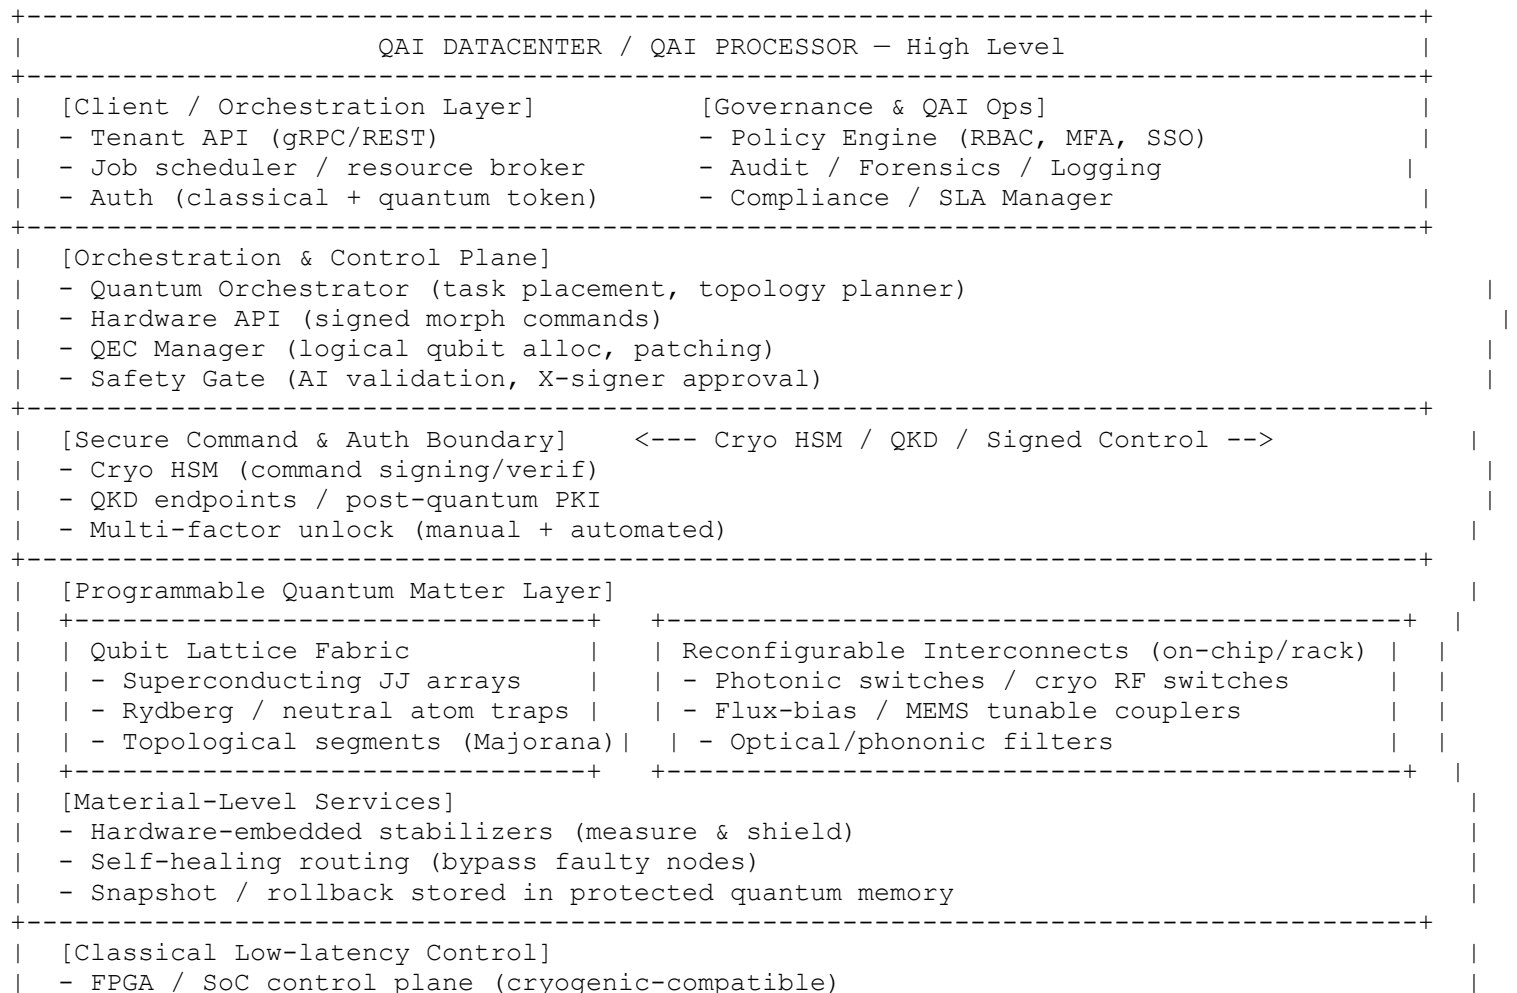 QAI DATACENTER / QAI PROCESSOR — High Level
[Client / Orchestration Layer] [Governance & QAI Ops]
- Tenant API (gRPC/REST) - Policy Engine (RBAC, MFA, SSO)
- Job scheduler / resource broker - Audit / Forensics / Logging
- Auth (classical + quantum token) - Compliance / SLA Manager
[Orchestration & Control Plane]
- Quantum Orchestrator (task placement, topology planner)
- Hardware API (signed morph commands)
- QEC Manager (logical qubit alloc, patching)
- Safety Gate (AI validation, X-signer approval)
[Secure Command & Auth Boundary] <--- Cryo HSM / QKD / Signed Control -->
- Cryo HSM (command signing/verif)
- QKD endpoints / post-quantum PKI
- Multi-factor unlock (manual + automated)
[Programmable Quantum Matter Layer]
Qubit Lattice Fabric | Reconfigurable Interconnects (on-chip/rack)
- Superconducting JJ arrays | - Photonic switches / cryo RF switches
- Rydberg / neutral atom traps | - Flux-bias / MEMS tunable couplers
- Topological segments (Majorana) | - Optical/phononic filters
[Material-Level Services]
- Hardware-embedded stabilizers (measure & shield)
- Self-healing routing (bypass faulty nodes)
- Snapshot / rollback stored in protected quantum memory
[Classical Low-latency Control]
- FPGA / SoC control plane (cryogenic-compatible)